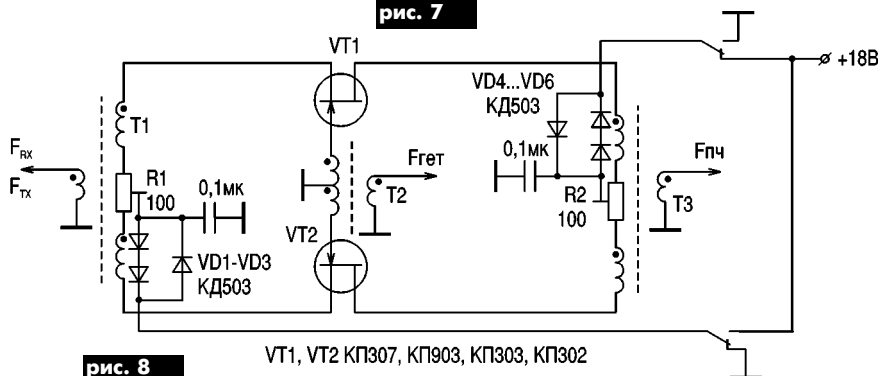 рис. 7
VT1
+18В
VD4...VD6
КД503
T1
FRX
FTX
Fгет
0,1мк
Fпч
R1
100
0,1мк
T2
R2
100
T3
VT2
VD1-VD3
КД503
VT1, VT2 КП307, КП903, КП303, КП302
рис. 8